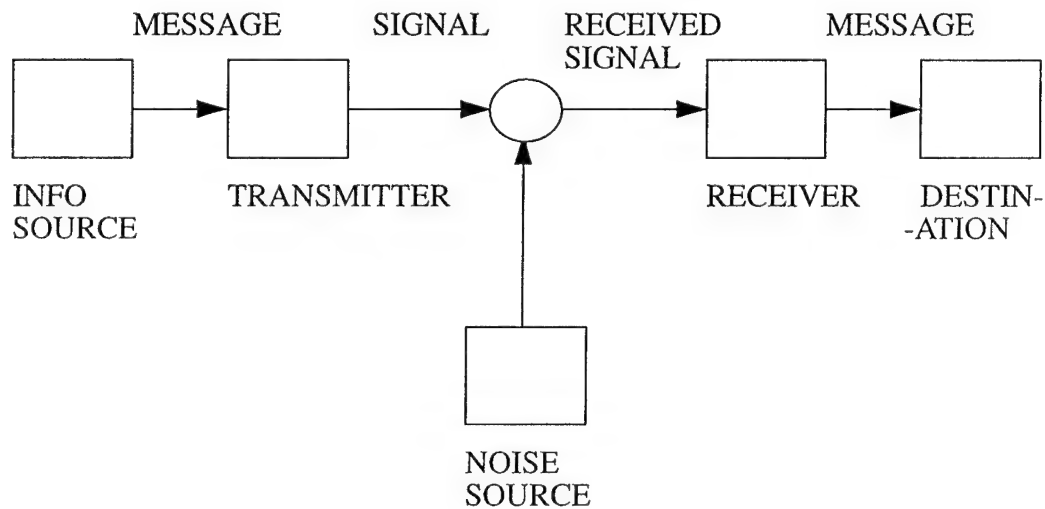 MESSAGE
SIGNAL
RECEIVED
SIGNAL
MESSAGE
INFO
SOURCE
TRANSMITTER
RECEIVER
DESTIN-
-ATION
NOISE
SOURCE